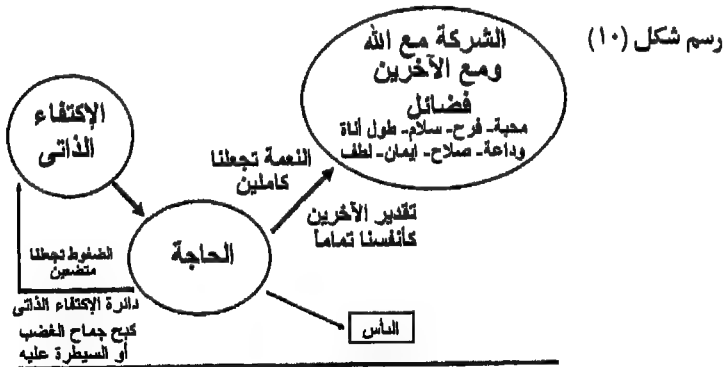 رسم شكل (١٠)
الشركة مع الله
ومع الآخرين
فضائل
محبة- فرح- سلام- طول أناة
وداعة- صلاح- ايمان- لطف
الإكتفاء
الذاتى
النعمة تجعلنا
كاملين
تقدير الآخرين
كأنفسنا تماماً
الحاجة
الضغوط تجعلنا
متضعين
دائرة الإكتفاء الذاتى
كبح جماح الغضب
أو السيطرة عليه
اليأس